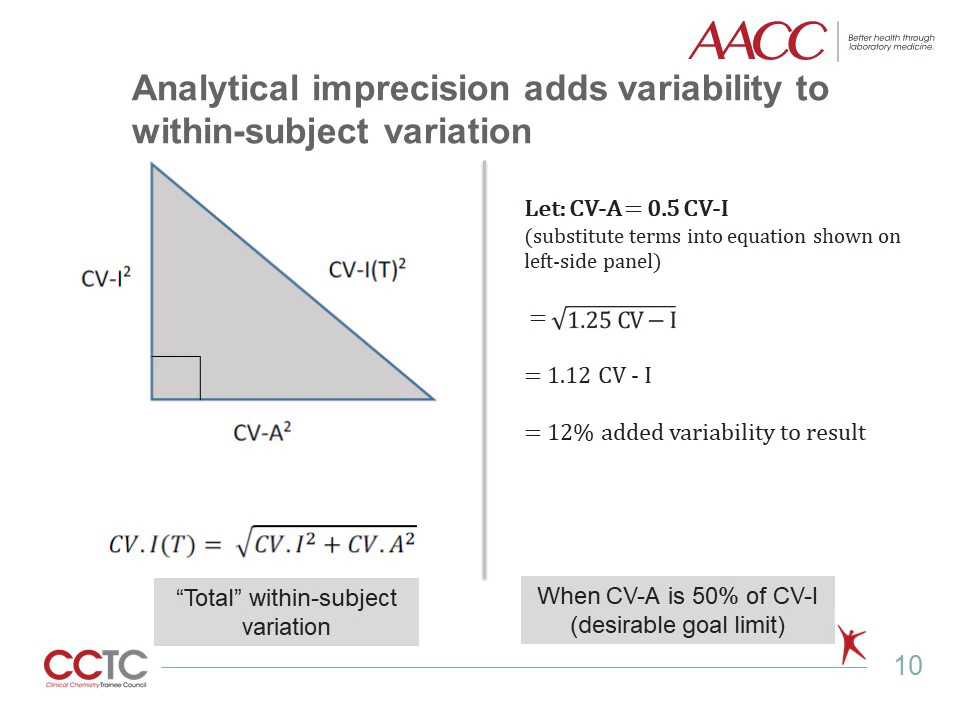 AACC
Better health through
laboratory medicine.
Analytical imprecision adds variability to
within-subject variation
CV-I²
CV-I(T)²
CV-A²
CV.I(T) = √CV.I² + CV.A²
“Total” within-subject
variation
Let: CV-A = 0.5 CV-I
(substitute terms into equation shown on
left-side panel)
= √1.25 CV − I
= 1.12 CV - I
= 12% added variability to result
When CV-A is 50% of CV-I
(desirable goal limit)
CCTC
Clinical Chemistry Trainee Council
10